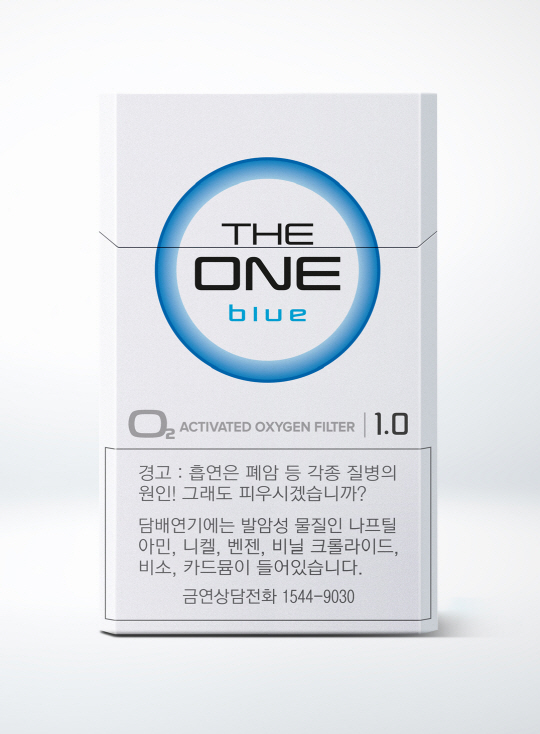 THE
ONE
blue
O2 ACTIVATED OXYGEN FILTER | 1.0
경고 : 흡연은 폐암 등 각종 질병의
원인! 그래도 피우시겠습니까?
담배연기에는 발암성 물질인 나프틸
아민, 니켈, 벤젠, 비닐 크롤라이드,
비소, 카드뮴이 들어있습니다.
금연상담전화 1544-9030